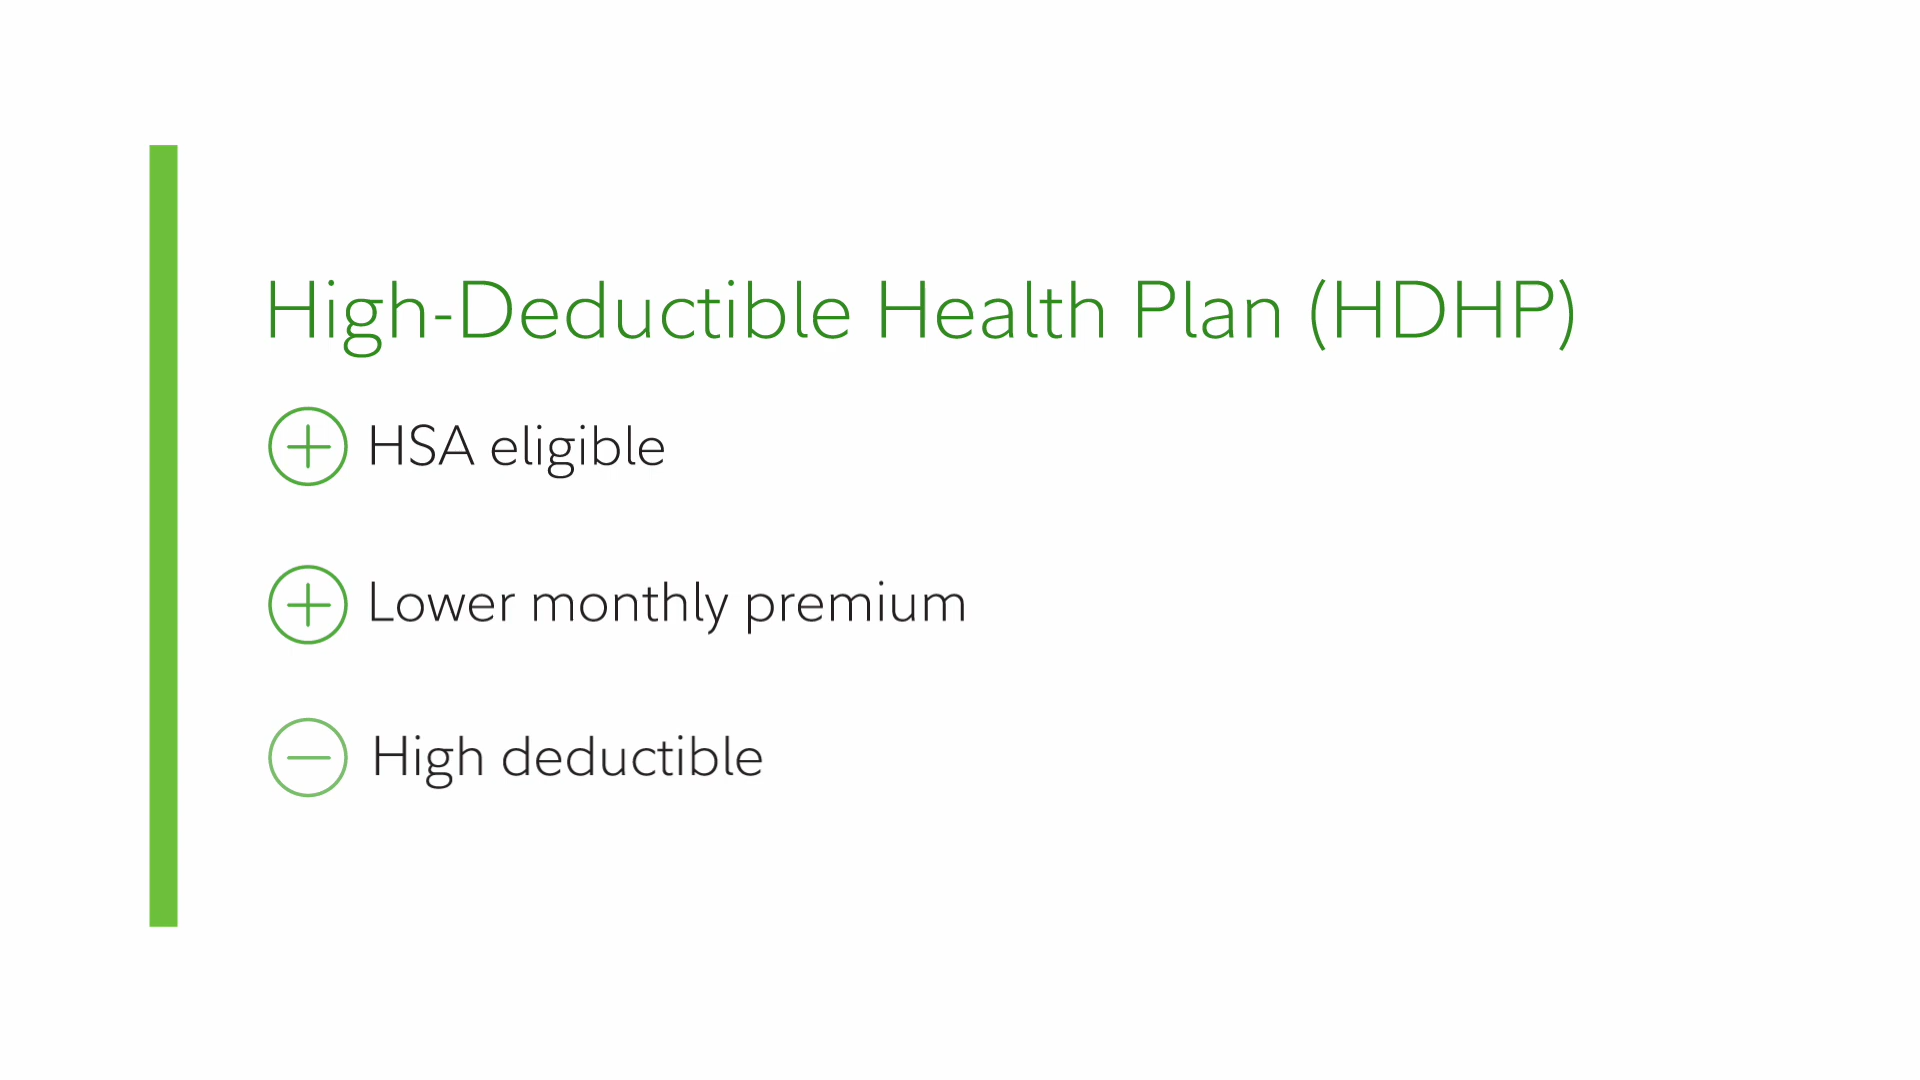 High-Deductible Health Plan (HDHP)
HSA eligible
Lower monthly premium
High deductible